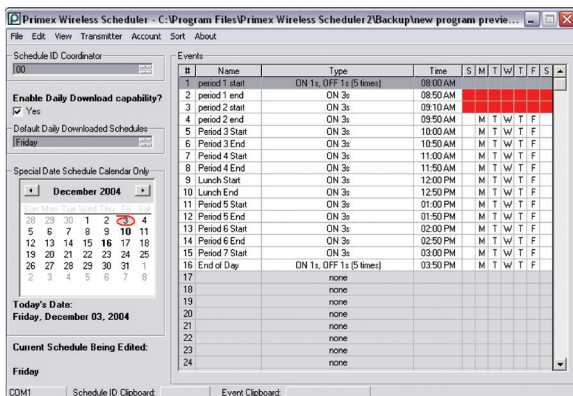 Primex Wireless Scheduler - C:\Program Files\Primex Wireless Scheduler2\Backup\new program previe...
File Edit View Transmitter Account Sort About
Schedule ID Coordinator
00
Enable Daily Download capability?
Yes
Default Daily Downloaded Schedules
Friday
Special Date Schedule Calendar Only
December 2004
Sun Mon Tue Wed Thu Fri Sat
28 29 30 1 2 3 4
5 6 7 8 9 10 11
12 13 14 15 16 17 18
19 20 21 22 23 24 25
26 27 28 29 30 31 1
2 3 4 5 6 7 8
Today's Date:
Friday, December 03, 2004
Current Schedule Being Edited:
Friday
Events
# Name Type Time S M T W T F S
1 period 1 start ON 1s, OFF 1s (5 times) 08:00 AM
2 period 1 end ON 3s 08:50 AM
3 period 2 start ON 3s 09:10 AM
4 period 2 end ON 3s 09:50 AM M T W T F
5 Period 3 Start ON 3s 10:00 AM M T W T F
6 Period 3 End ON 3s 10:50 AM M T W T F
7 Period 4 Start ON 3s 11:00 AM M T W T F
8 Period 4 End ON 3s 11:50 AM M T W T F
9 Lunch Start ON 3s 12:00 PM M T W T F
10 Lunch End ON 3s 12:50 PM M T W T F
11 Period 5 Start ON 3s 01:00 PM M T W T F
12 Period 5 End ON 3s 01:50 PM M T W T F
13 Period 6 Start ON 3s 02:00 PM M T W T F
14 Period 6 End ON 3s 02:50 PM M T W T F
15 Period 7 Start ON 3s 03:00 PM M T W T F
16 End of Day ON 1s, OFF 1s (5 times) 03:50 PM M T W T F
17 none
18 none
19 none
20 none
21 none
22 none
23 none
24 none
COM1 Schedule ID Clipboard: Event Clipboard: